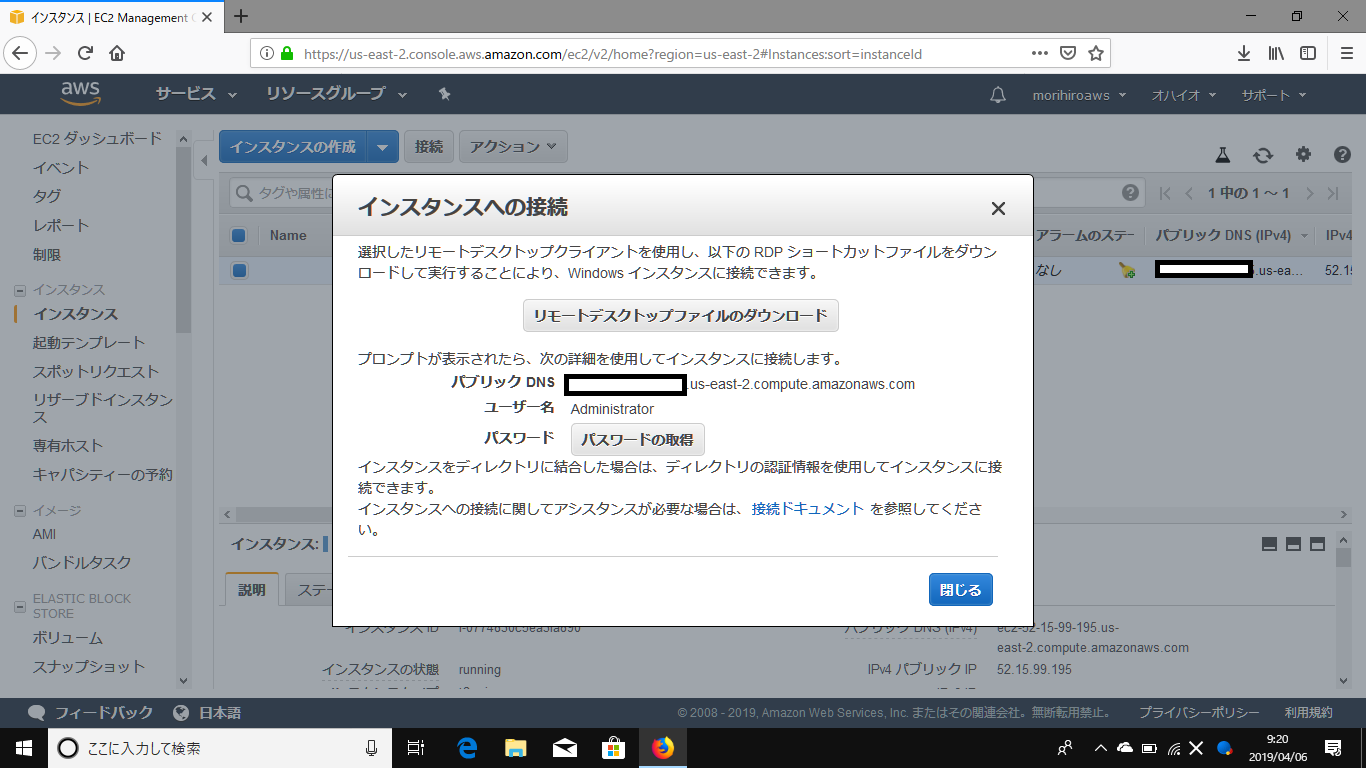 インスタンス | EC2 Management
https://us-east-2.console.aws.amazon.com/ec2/v2/home?region=us-east-2#Instances:sort=instanceId
aws
サービス
リソースグループ
morihiroaws
オハイオ
サポート
EC2 ダッシュボード
イベント
タグ
レポート
制限
インスタンス
インスタンス
起動テンプレート
スポットリクエスト
リザーブドインスタン
ス
専有ホスト
キャパシティーの予約
イメージ
AMI
バンドルタスク
ELASTIC BLOCK
STORE
ボリューム
スナップショット
インスタンスの作成
接続
アクション
タグや属性
1 中の 1 ～ 1
Name
アラームのステー
パブリック DNS (IPv4)
IPv4
なし
.us-ea...
インスタンスへの接続
選択したリモートデスクトップクライアントを使用し、以下の RDP ショートカットファイルをダウン
ロードして実行することにより、Windows インスタンスに接続できます。
リモートデスクトップファイルのダウンロード
プロンプトが表示されたら、次の詳細を使用してインスタンスに接続します。
パブリック DNS
.us-east-2.compute.amazonaws.com
ユーザー名 Administrator
パスワード パスワードの取得
インスタンスをディレクトリに結合した場合は、ディレクトリの認証情報を使用してインスタンスに接
続できます。
インスタンスへの接続に関してアシスタンスが必要な場合は、接続ドキュメント を参照してくださ
い。
閉じる
インスタンス:
説明
ステー
インスタンス ID
パブリック DNS (IPv4)
ec2-52-15-99-195.us-
east-2.compute.amazonaws.com
インスタンスの状態 running
IPv4 パブリック IP 52.15.99.195
フィードバック
日本語
© 2008 - 2019, Amazon Web Services, Inc. またはその関連会社。無断転用禁止。
プライバシーポリシー
利用規約
ここに入力して検索
9:20
2019/04/06